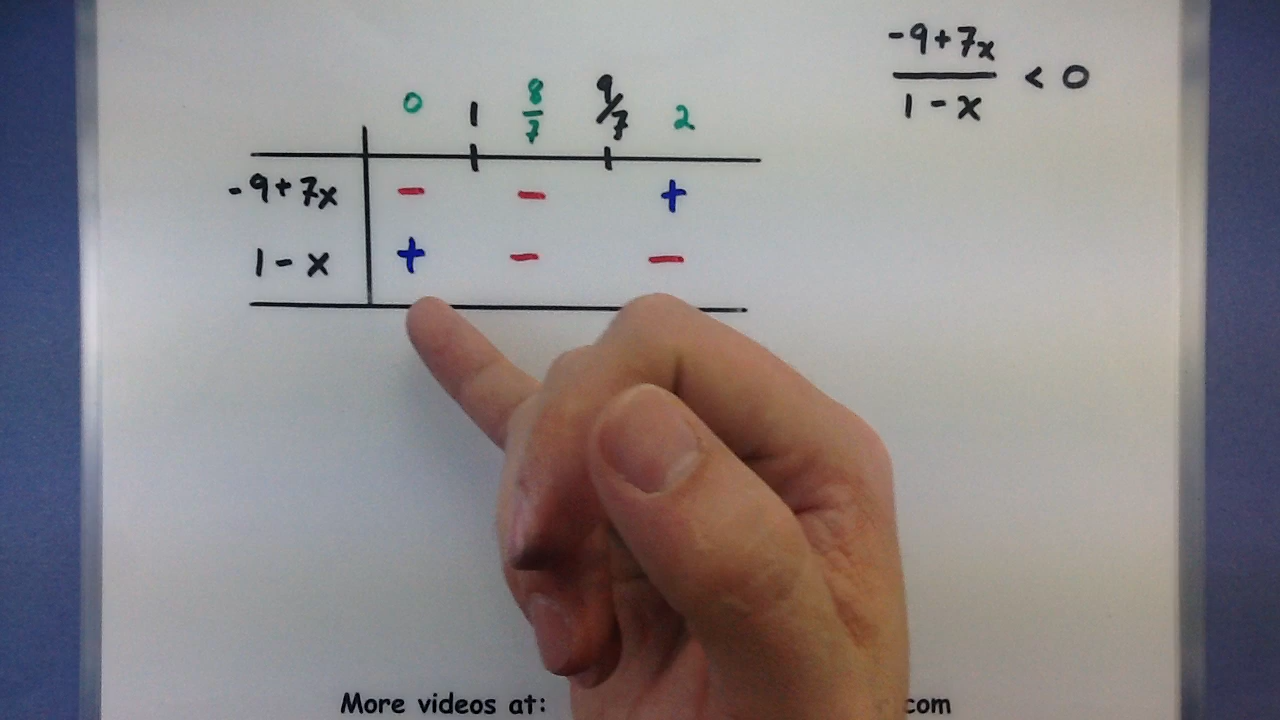 -9+7x
1-x
< 0
0 1 8/7 9/7 2
-9+7x - - +
1-x + - -
More videos at: com